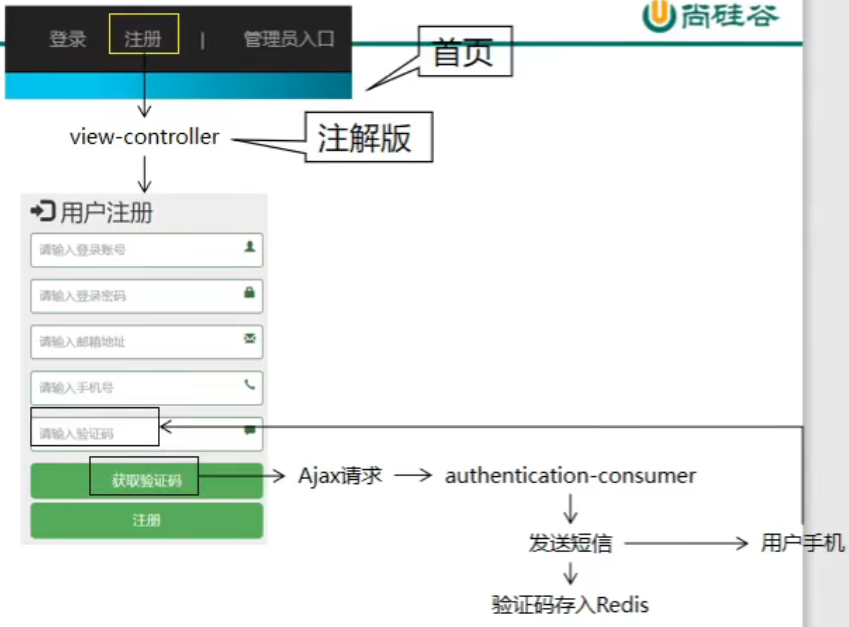 尚硅谷
登录 注册 | 管理员入口
首页
view-controller
注解版
用户注册
请输入登录账号
请输入登录密码
请输入邮箱地址
请输入手机号
请输入验证码
获取验证码 Ajax请求 authentication-consumer
注册
发送短信 用户手机
验证码存入Redis